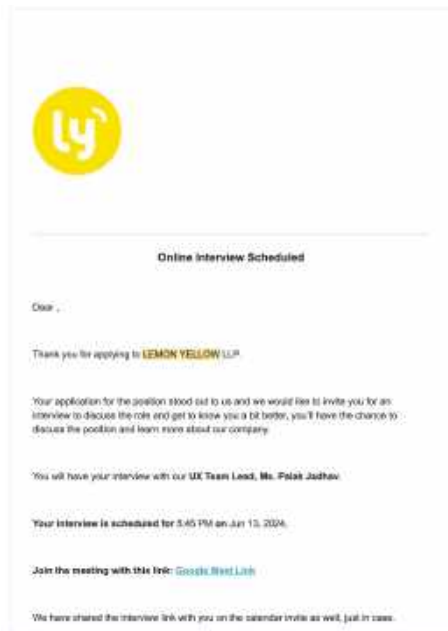 ly
Online Interview Scheduled
Dear ,
Thank you for applying to LEMON YELLOW LLP.
Your application for the position stood out to us and we would like to invite you for an
interview to discuss the role and get to know you a bit better, you'll have the chance to
discuss the position and learn more about our company.
You will have your interview with our UX Team Lead, Ms. Palak Jadhav.
Your interview is scheduled for 5:45 PM on Jun 13, 2024.
Join the meeting with this link: Google Meet Link
We have shared the interview link with you on the calendar invite as well, just in case.